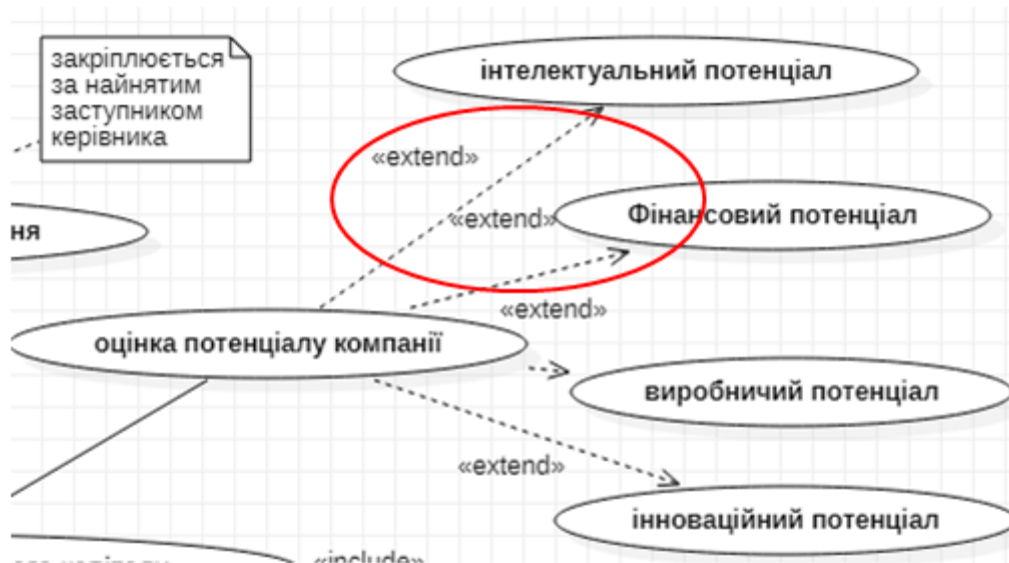 закріплюється
за найнятим
заступником
керівника
інтелектуальний потенціал
«extend»
«extend»
Фінансовий потенціал
ня
«extend»
оцінка потенціалу компанії
виробничий потенціал
«extend»
інноваційний потенціал
«include»